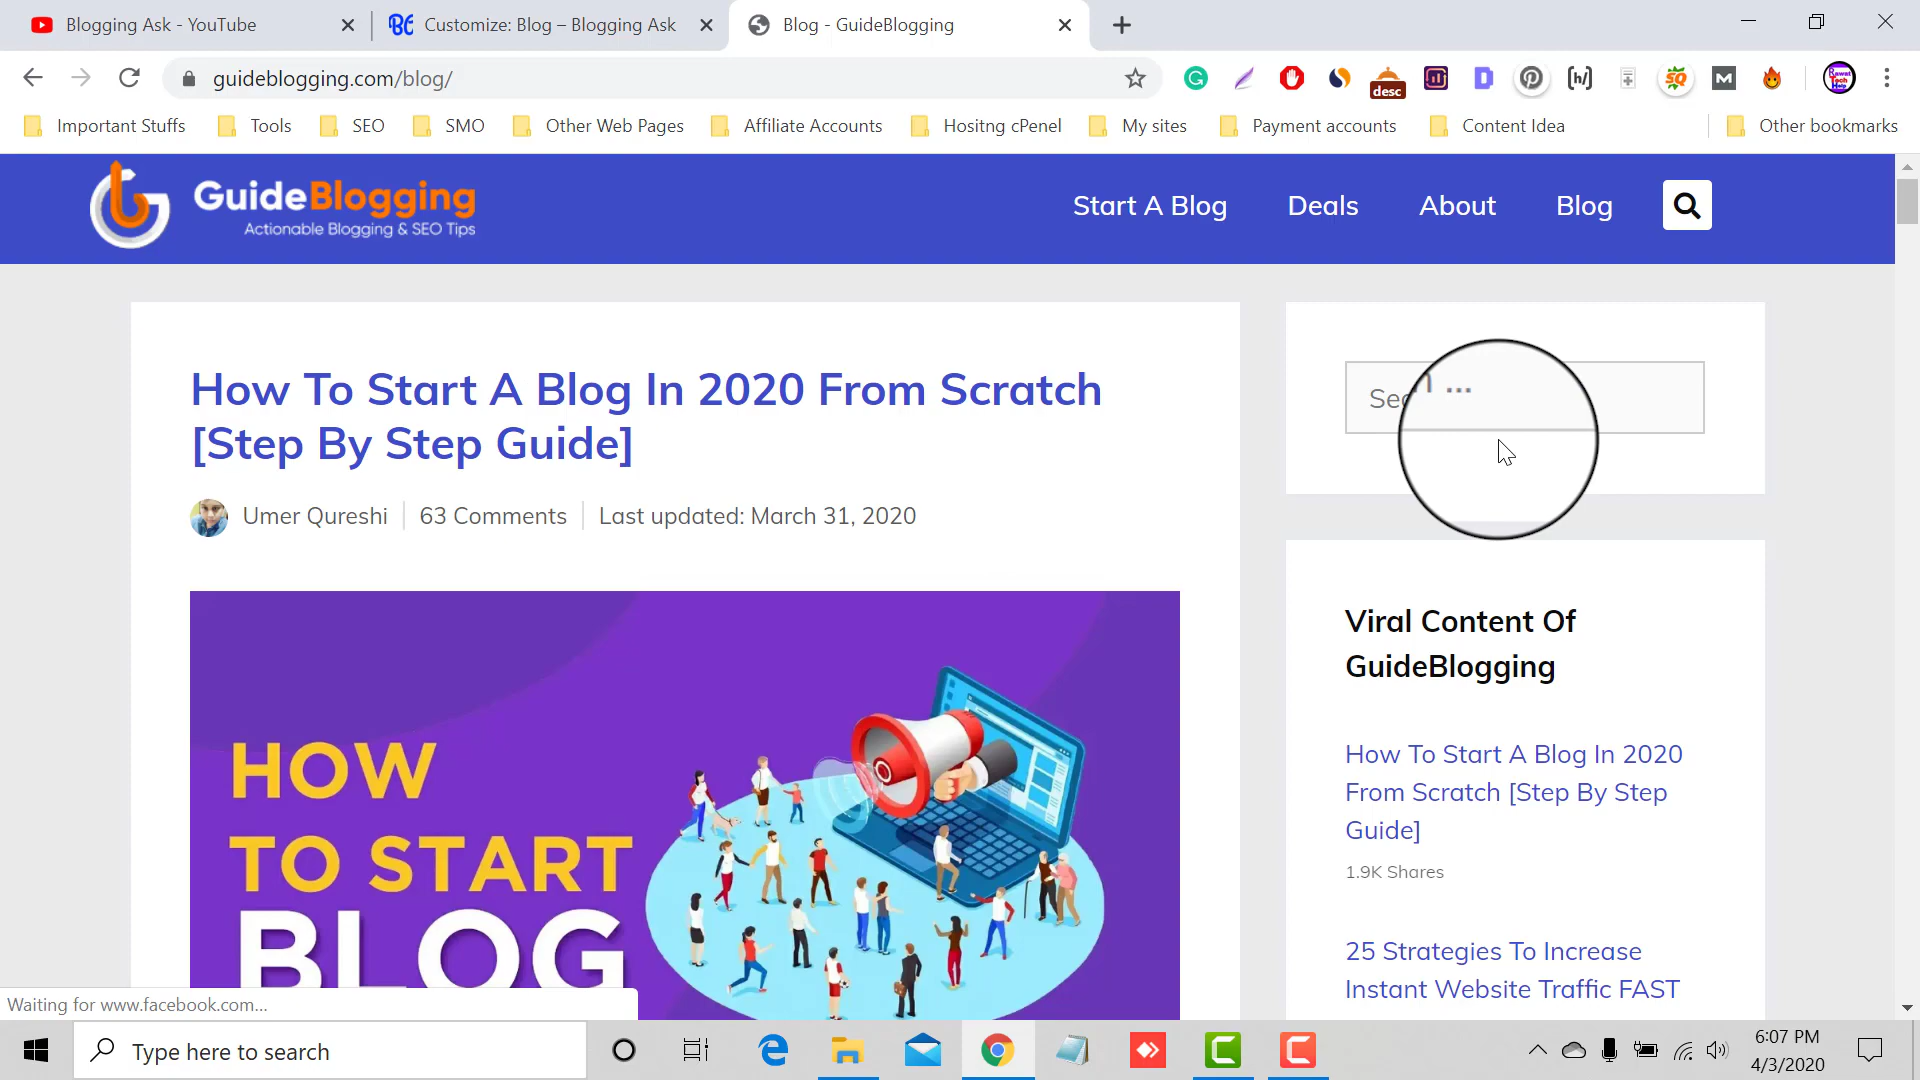 Blogging Ask - YouTube
Customize: Blog – Blogging Ask
Blog - GuideBlogging
guideblogging.com/blog/
desc
Important Stuffs
Tools
SEO
SMO
Other Web Pages
Affiliate Accounts
Hositng cPenel
My sites
Payment accounts
Content Idea
Other bookmarks
GuideBlogging
Actionable Blogging & SEO Tips
Start A Blog
Deals
About
Blog
How To Start A Blog In 2020 From Scratch
[Step By Step Guide]
Umer Qureshi
63 Comments
Last updated: March 31, 2020
HOW
TO START
BLOG
Viral Content Of
GuideBlogging
How To Start A Blog In 2020
From Scratch [Step By Step
Guide]
1.9K Shares
25 Strategies To Increase
Instant Website Traffic FAST
Waiting for www.facebook.com...
Type here to search
6:07 PM
4/3/2020